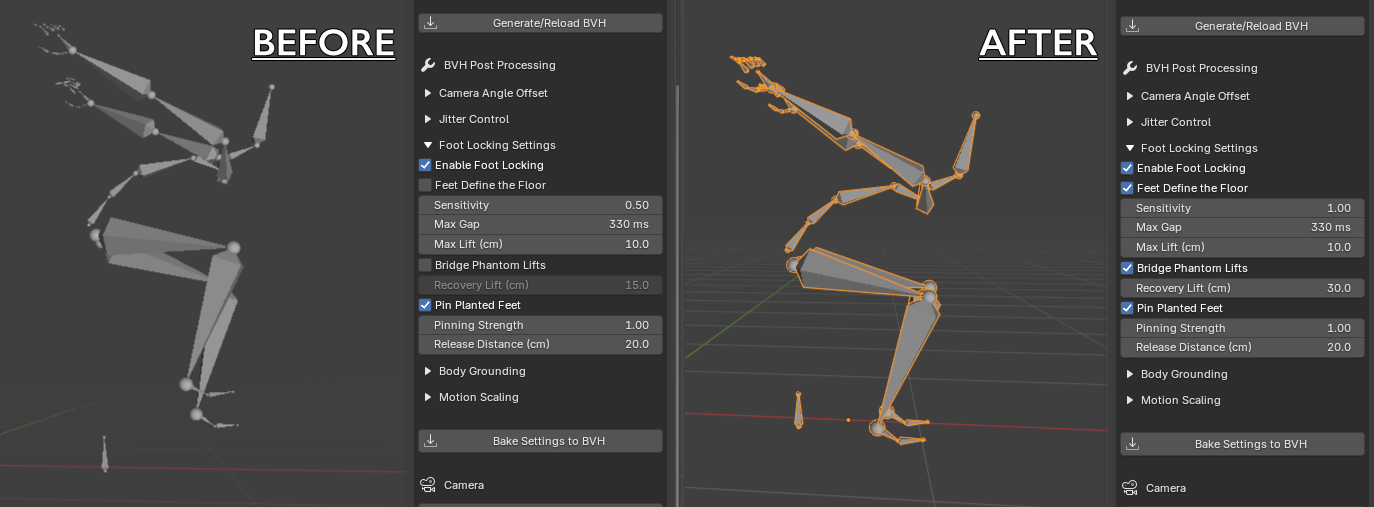 BEFORE
Generate/Reload BVH
BVH Post Processing
Camera Angle Offset
Jitter Control
Foot Locking Settings
Enable Foot Locking
Feet Define the Floor
Sensitivity 0.50
Max Gap 330 ms
Max Lift (cm) 10.0
Bridge Phantom Lifts
Recovery Lift (cm) 15.0
Pin Planted Feet
Pinning Strength 1.00
Release Distance (cm) 20.0
Body Grounding
Motion Scaling
Bake Settings to BVH
Camera
AFTER
Generate/Reload BVH
BVH Post Processing
Camera Angle Offset
Jitter Control
Foot Locking Settings
Enable Foot Locking
Feet Define the Floor
Sensitivity 1.00
Max Gap 330 ms
Max Lift (cm) 10.0
Bridge Phantom Lifts
Recovery Lift (cm) 30.0
Pin Planted Feet
Pinning Strength 1.00
Release Distance (cm) 20.0
Body Grounding
Motion Scaling
Bake Settings to BVH
Camera